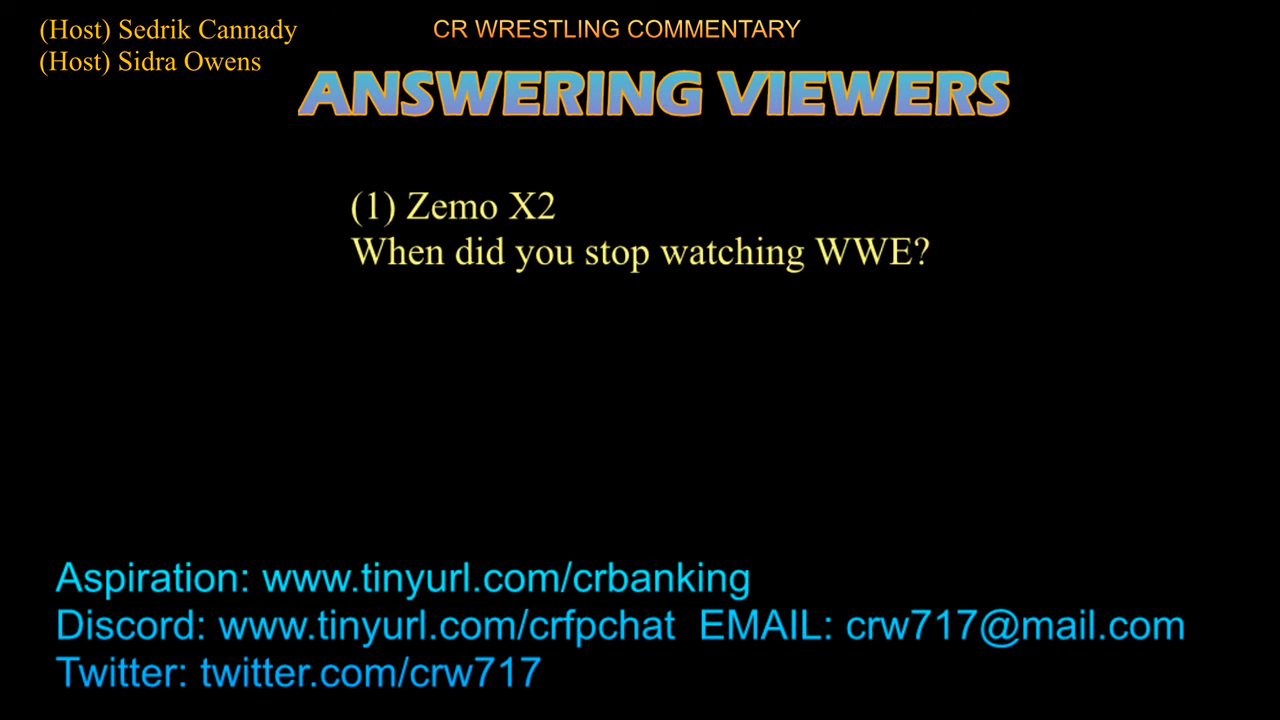 (Host) Sedrik Cannady
(Host) Sidra Owens
CR WRESTLING COMMENTARY
ANSWERING VIEWERS
(1) Zemo X2
When did you stop watching WWE?
Aspiration: www.tinyurl.com/crbanking
Discord: www.tinyurl.com/crfpchat EMAIL: crw717@mail.com
Twitter: twitter.com/crw717